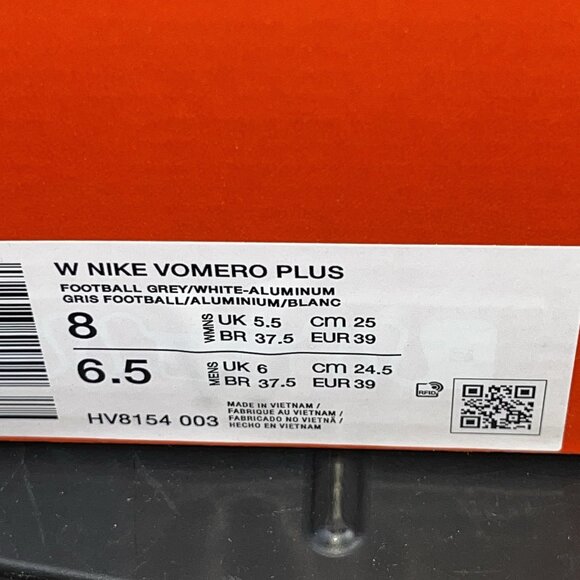 W NIKE VOMERO PLUS
FOOTBALL GREY/WHITE-ALUMINUM
GRIS FOOTBALL/ALUMINIUM/BLANC
8 WMNS UK 5.5 cm 25
BR 37.5 EUR 39
6.5 MENS UK 6 cm 24.5
BR 37.5 EUR 39
RFID
HV8154 003
MADE IN VIETNAM /
FABRIQUÉ AU VIETNAM /
FABRICADO NO VIETNÃ /
HECHO EN VIETNAM